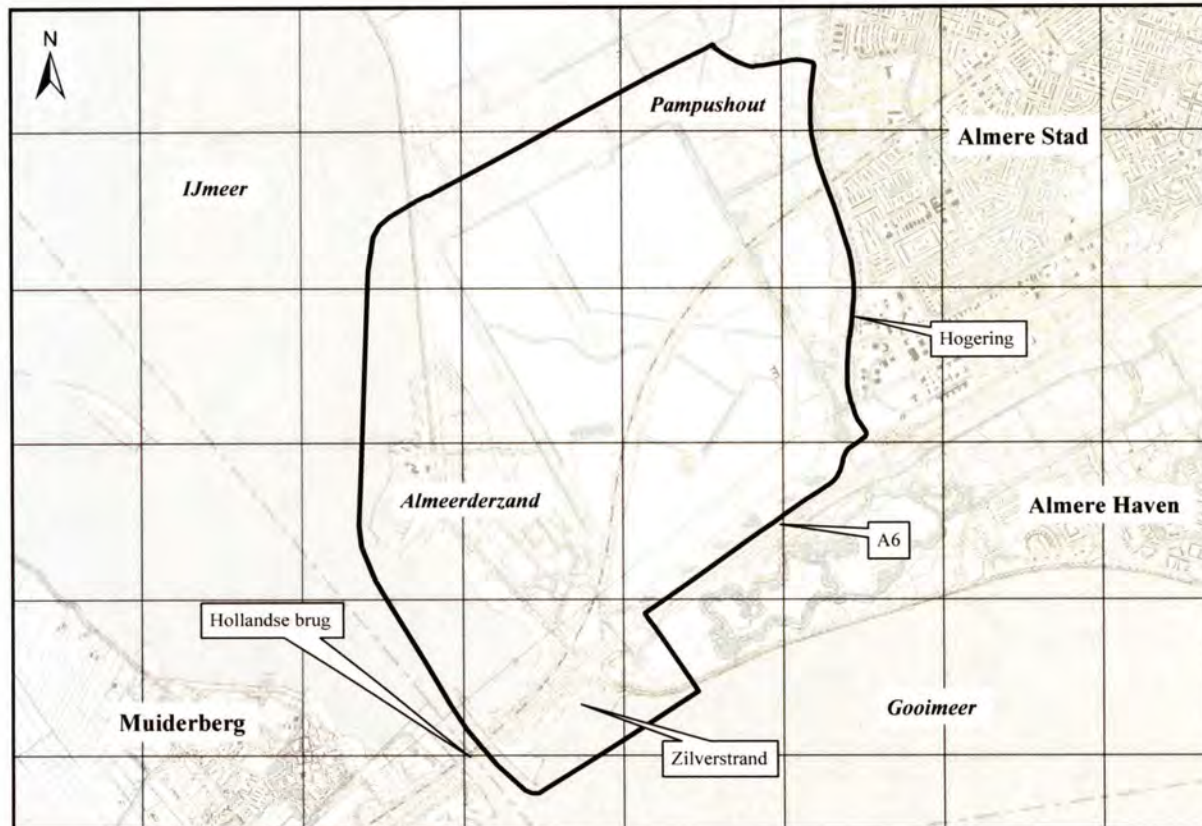 N
Pampushout
Almere Stad
IJmeer
Hogering
Almeerderzand
Almere Haven
A6
Hollandse brug
Muiderberg
Gooimeer
Zilverstrand